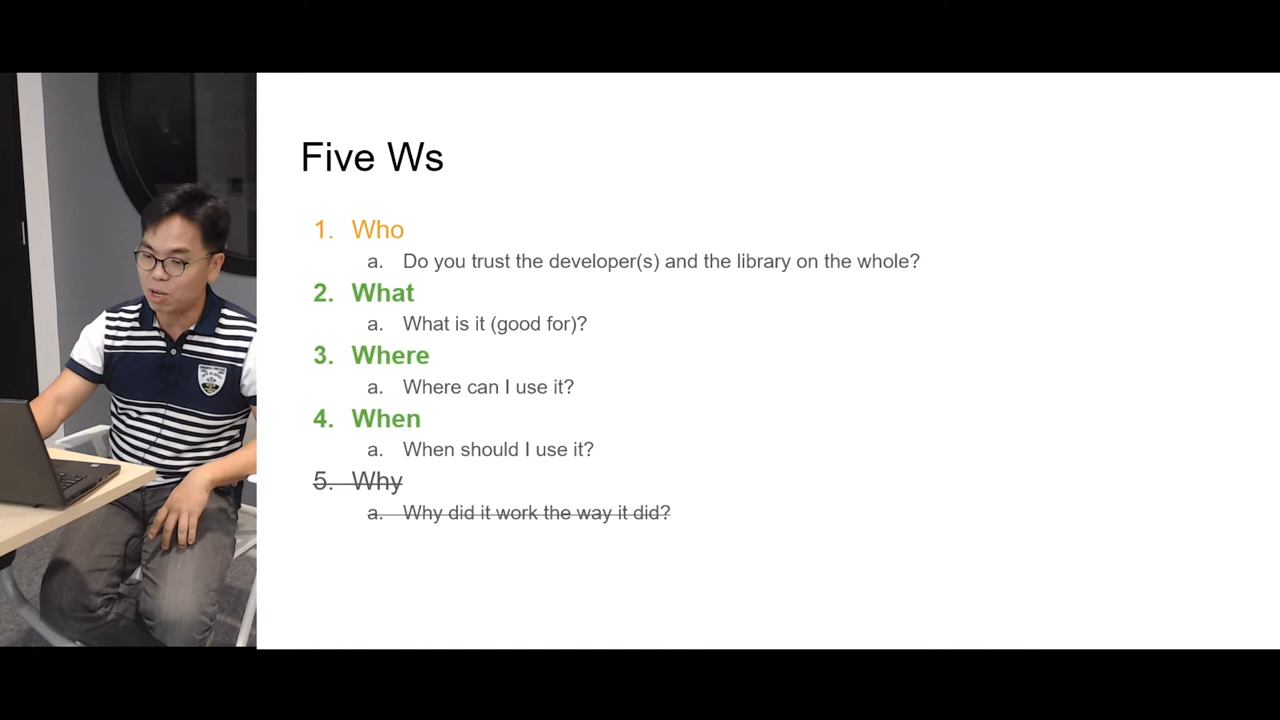 Five Ws
1. Who
a. Do you trust the developer(s) and the library on the whole?
2. What
a. What is it (good for)?
3. Where
a. Where can I use it?
4. When
a. When should I use it?
5. Why
a. Why did it work the way it did?